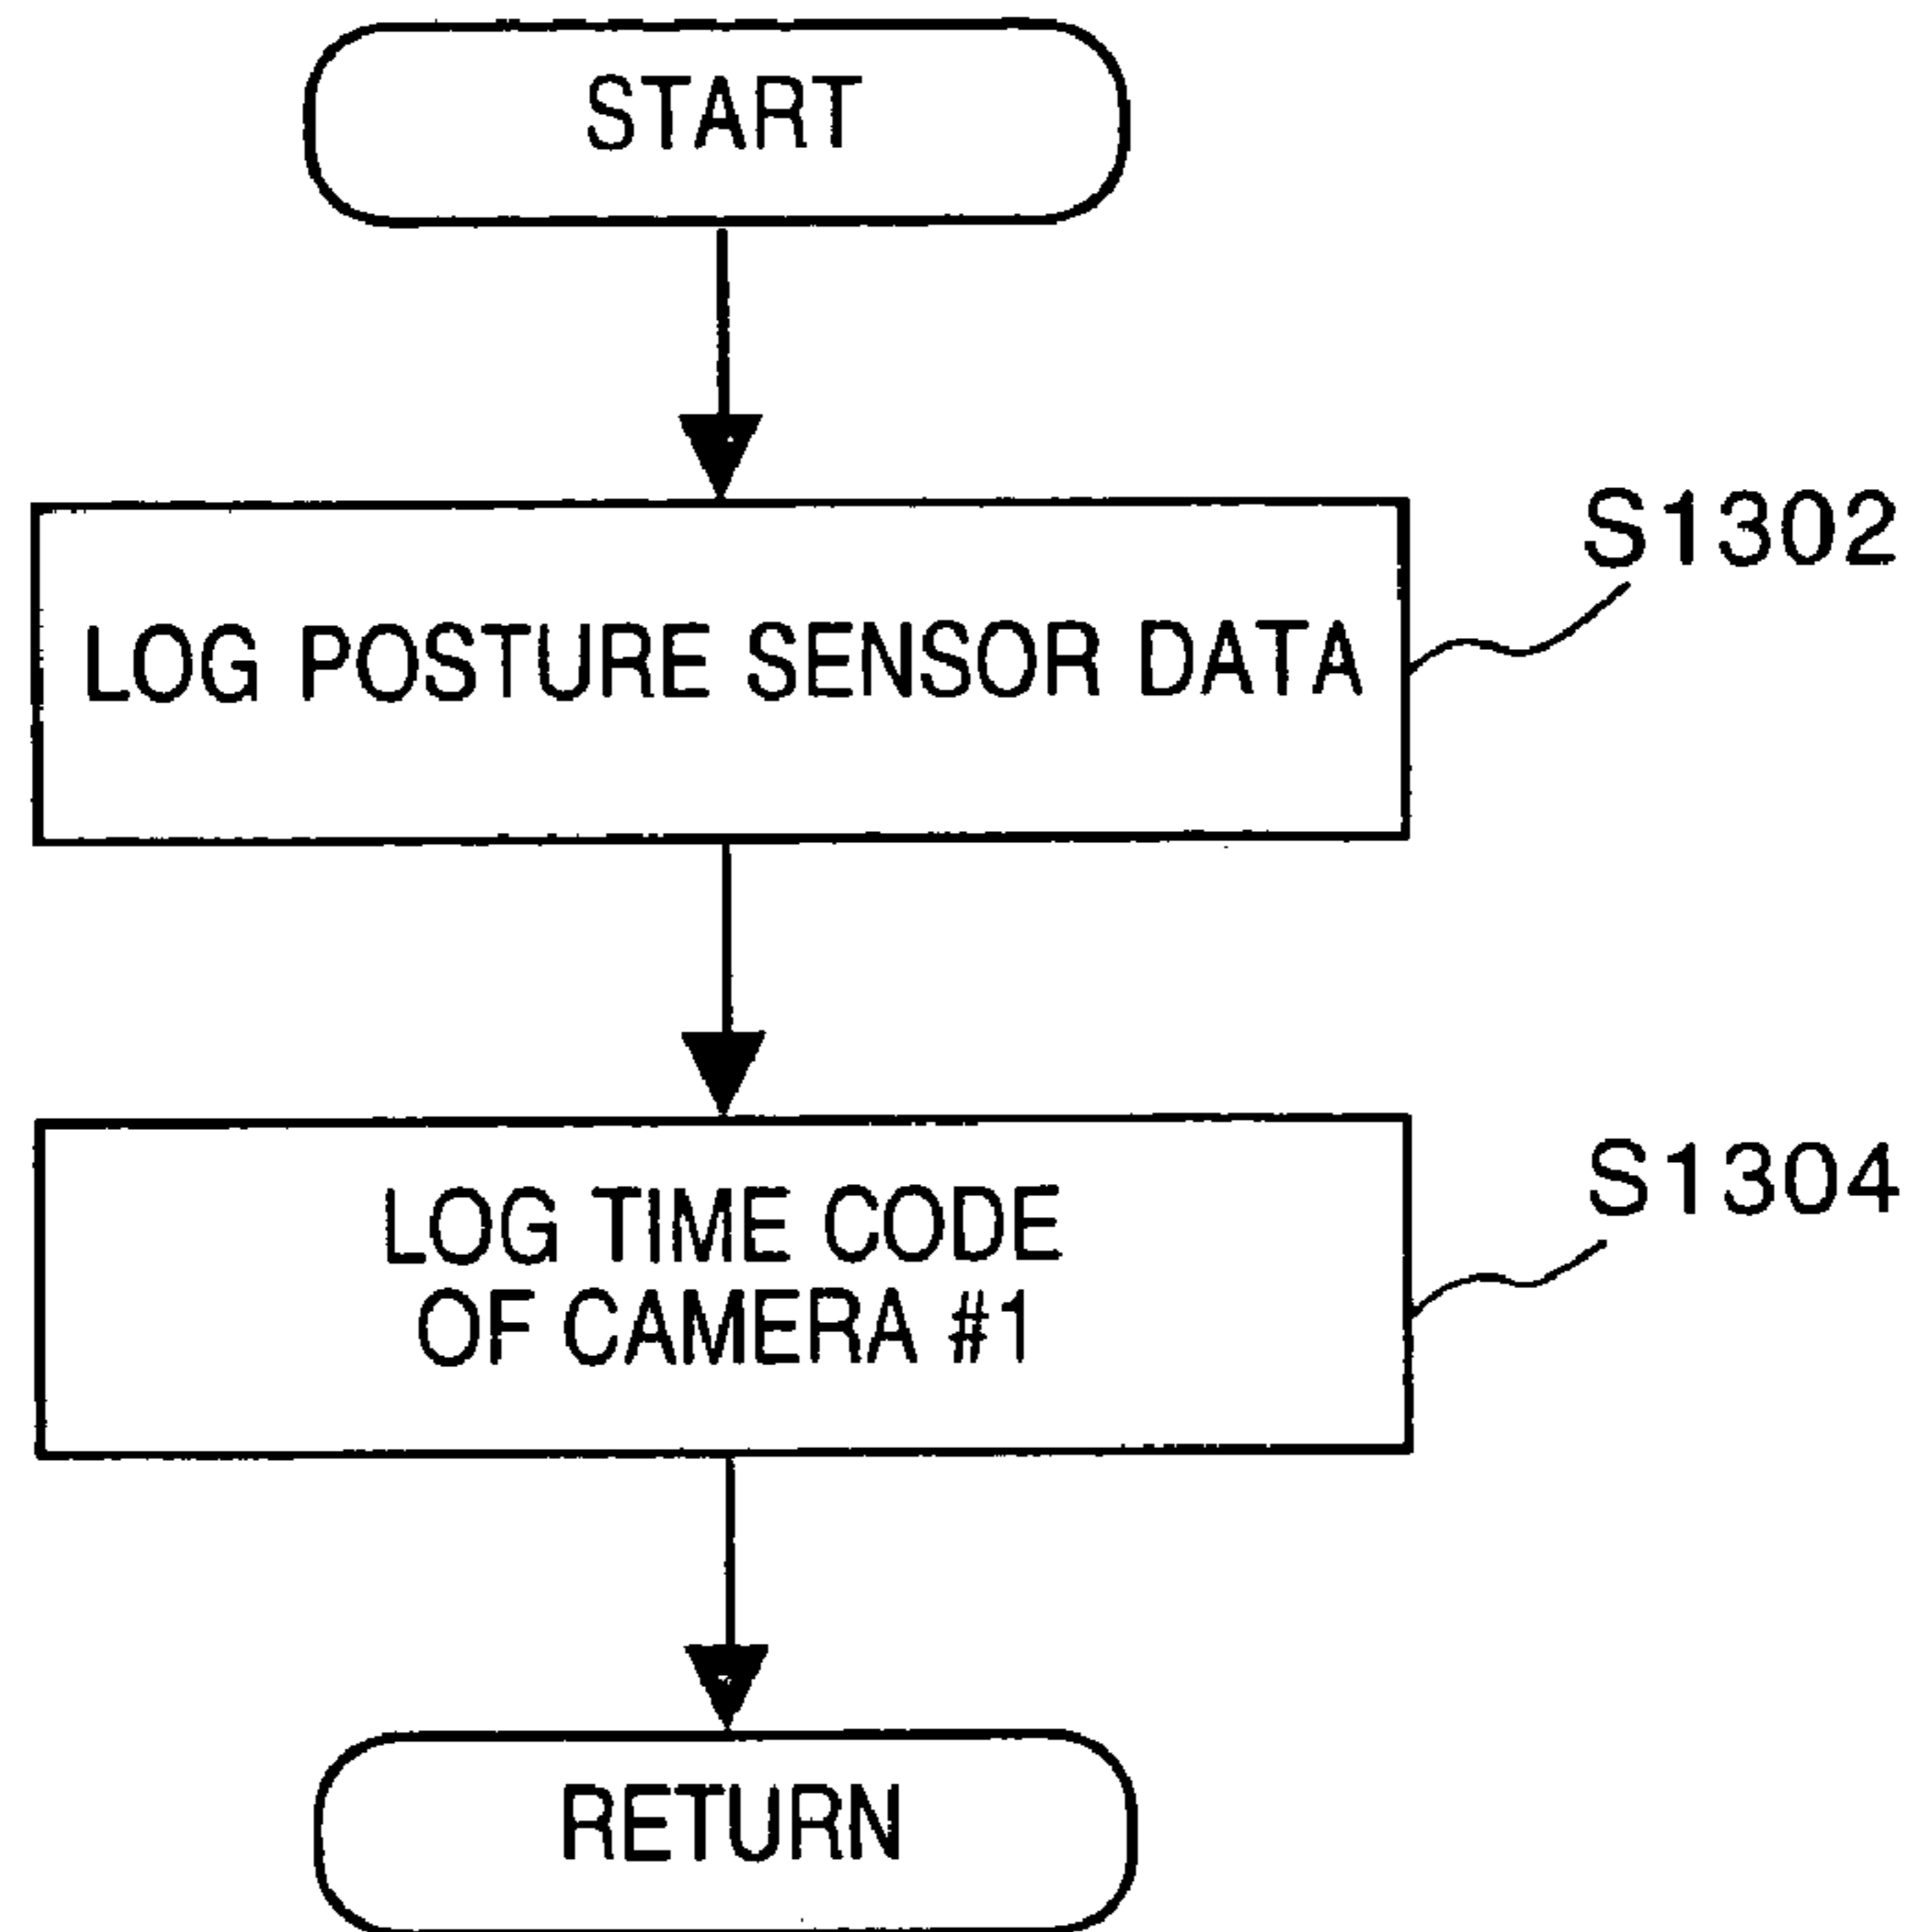 START
S1302
LOG POSTURE SENSOR DATA
S1304
LOG TIME CODE
OF CAMERA #1
RETURN